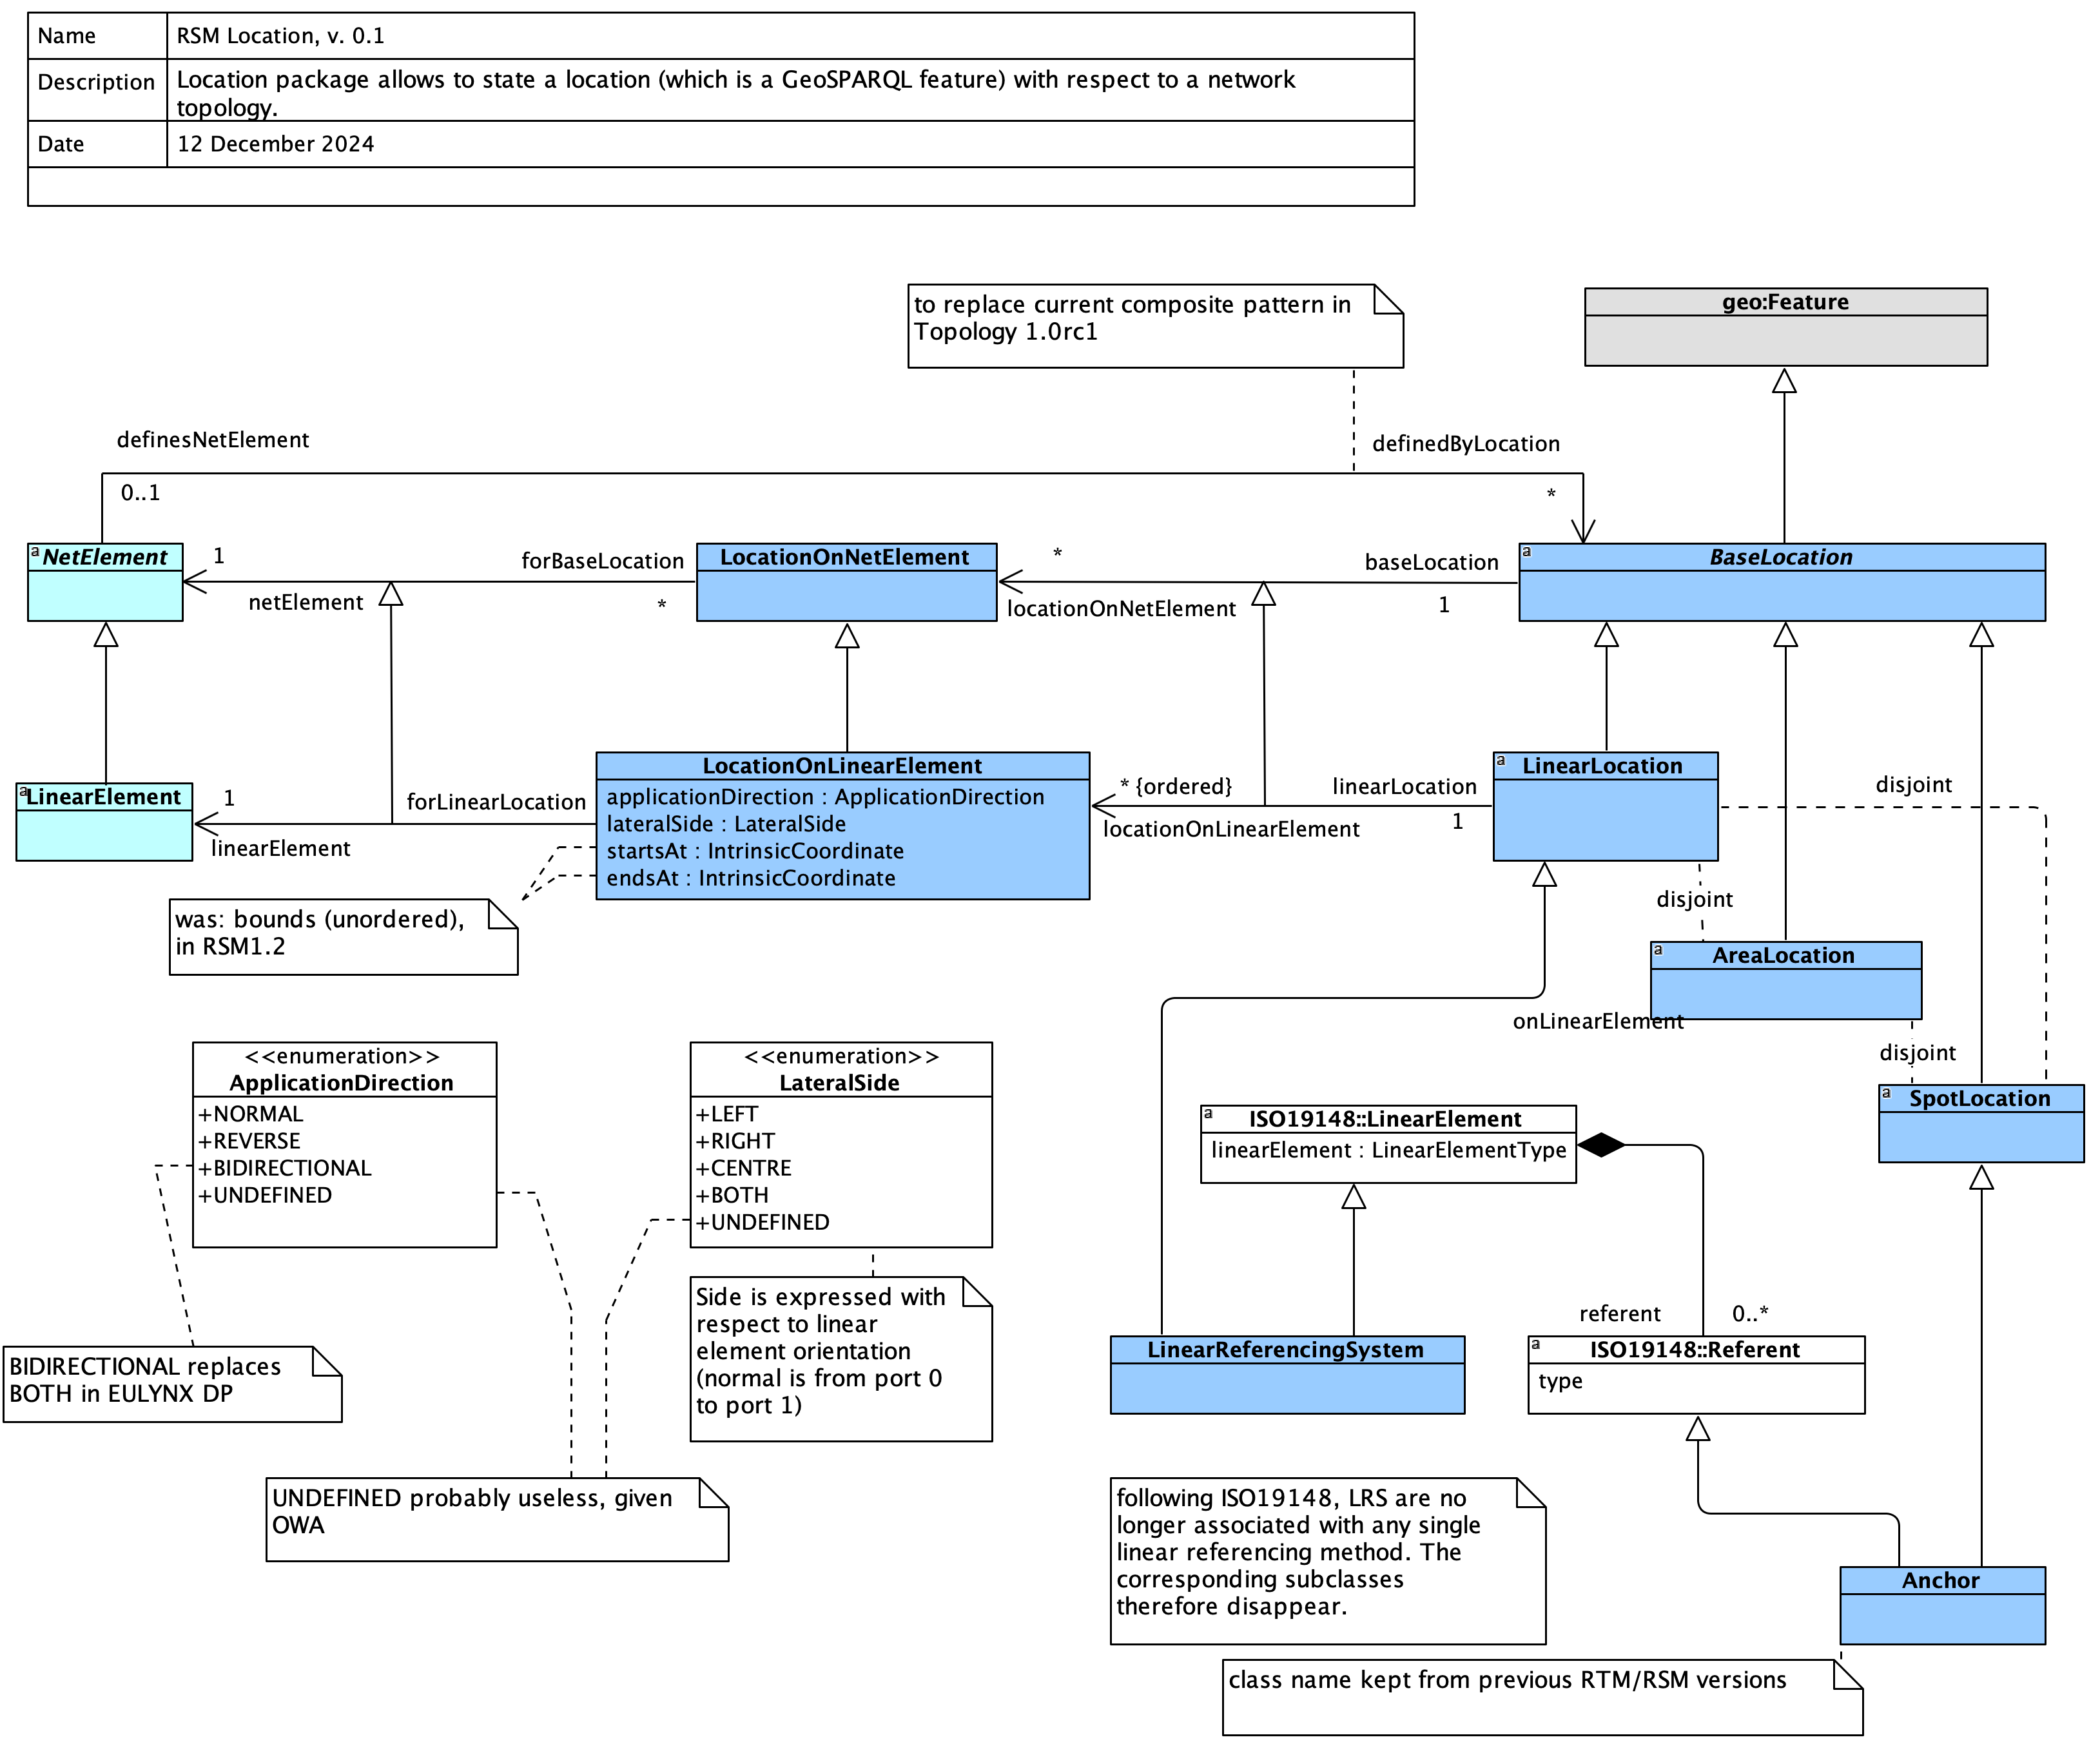 Name
RSM Location, v. 0.1
Description
Location package allows to state a location (which is a GeoSPARQL feature) with respect to a network
topology.
Date
12 December 2024
to replace current composite pattern in
Topology 1.0rc1
geo:Feature
definesNetElement
definedByLocation
0..1
*
a
NetElement
1
forBaseLocation
netElement
*
LocationOnNetElement
*
baseLocation
locationOnNetElement
1
a
BaseLocation
a
LinearElement
1
forLinearLocation
linearElement
LocationOnLinearElement
applicationDirection : ApplicationDirection
lateralSide : LateralSide
startsAt : IntrinsicCoordinate
endsAt : IntrinsicCoordinate
* {ordered}
linearLocation
locationOnLinearElement
1
a
LinearLocation
disjoint
disjoint
was: bounds (unordered),
in RSM1.2
a
AreaLocation
onLinearElement
disjoint
<<enumeration>>
ApplicationDirection
+NORMAL
+REVERSE
+BIDIRECTIONAL
+UNDEFINED
<<enumeration>>
LateralSide
+LEFT
+RIGHT
+CENTRE
+BOTH
+UNDEFINED
a
ISO19148::LinearElement
linearElement : LinearElementType
a
SpotLocation
Side is expressed with
respect to linear
element orientation
(normal is from port 0
to port 1)
referent
0..*
BIDIRECTIONAL replaces
BOTH in EULYNX DP
LinearReferencingSystem
a
ISO19148::Referent
type
UNDEFINED probably useless, given
OWA
following ISO19148, LRS are no
longer associated with any single
linear referencing method. The
corresponding subclasses
therefore disappear.
Anchor
class name kept from previous RTM/RSM versions